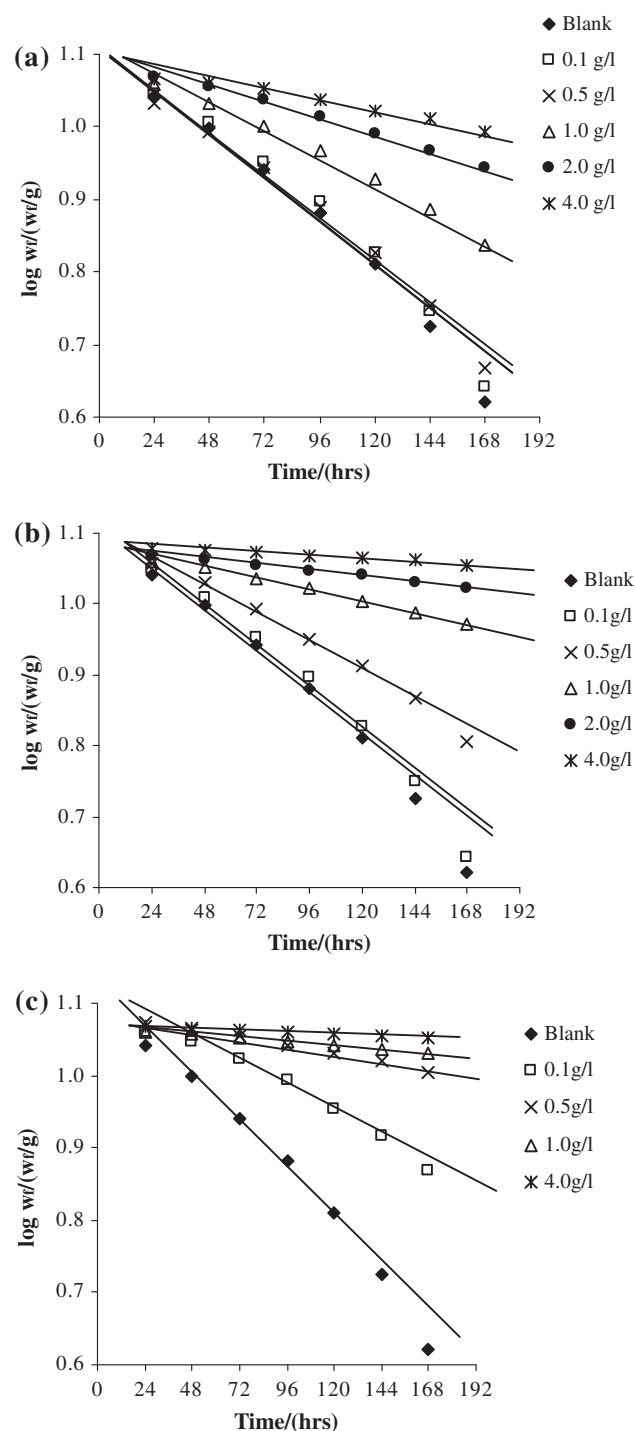 (a)
Blank
0.1 g/l
0.5 g/l
1.0 g/l
2.0 g/l
4.0 g/l
log wf/(wf/g)
1.1
1.0
0.9
0.8
0.7
0.6
0 24 48 72 96 120 144 168 192
Time/(hrs)
(b)
Blank
0.1g/l
0.5g/l
1.0g/l
2.0g/l
4.0g/l
log wf/(wf/g)
1.1
1.0
0.9
0.8
0.7
0.6
0 24 48 72 96 120 144 168 192
Time/(hrs)
(c)
Blank
0.1g/l
0.5g/l
1.0g/l
4.0g/l
log wf/(wf/g)
1.1
1.0
0.9
0.8
0.7
0.6
0 24 48 72 96 120 144 168 192
Time/(hrs)